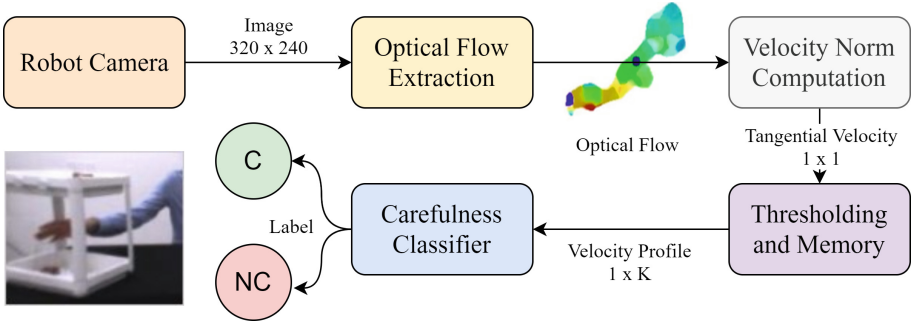 Robot Camera
Image
320 x 240
Optical Flow
Extraction
Optical Flow
Velocity Norm
Computation
Tangential Velocity
1 x 1
Thresholding
and Memory
Velocity Profile
1 x K
Carefulness
Classifier
Label
C
NC